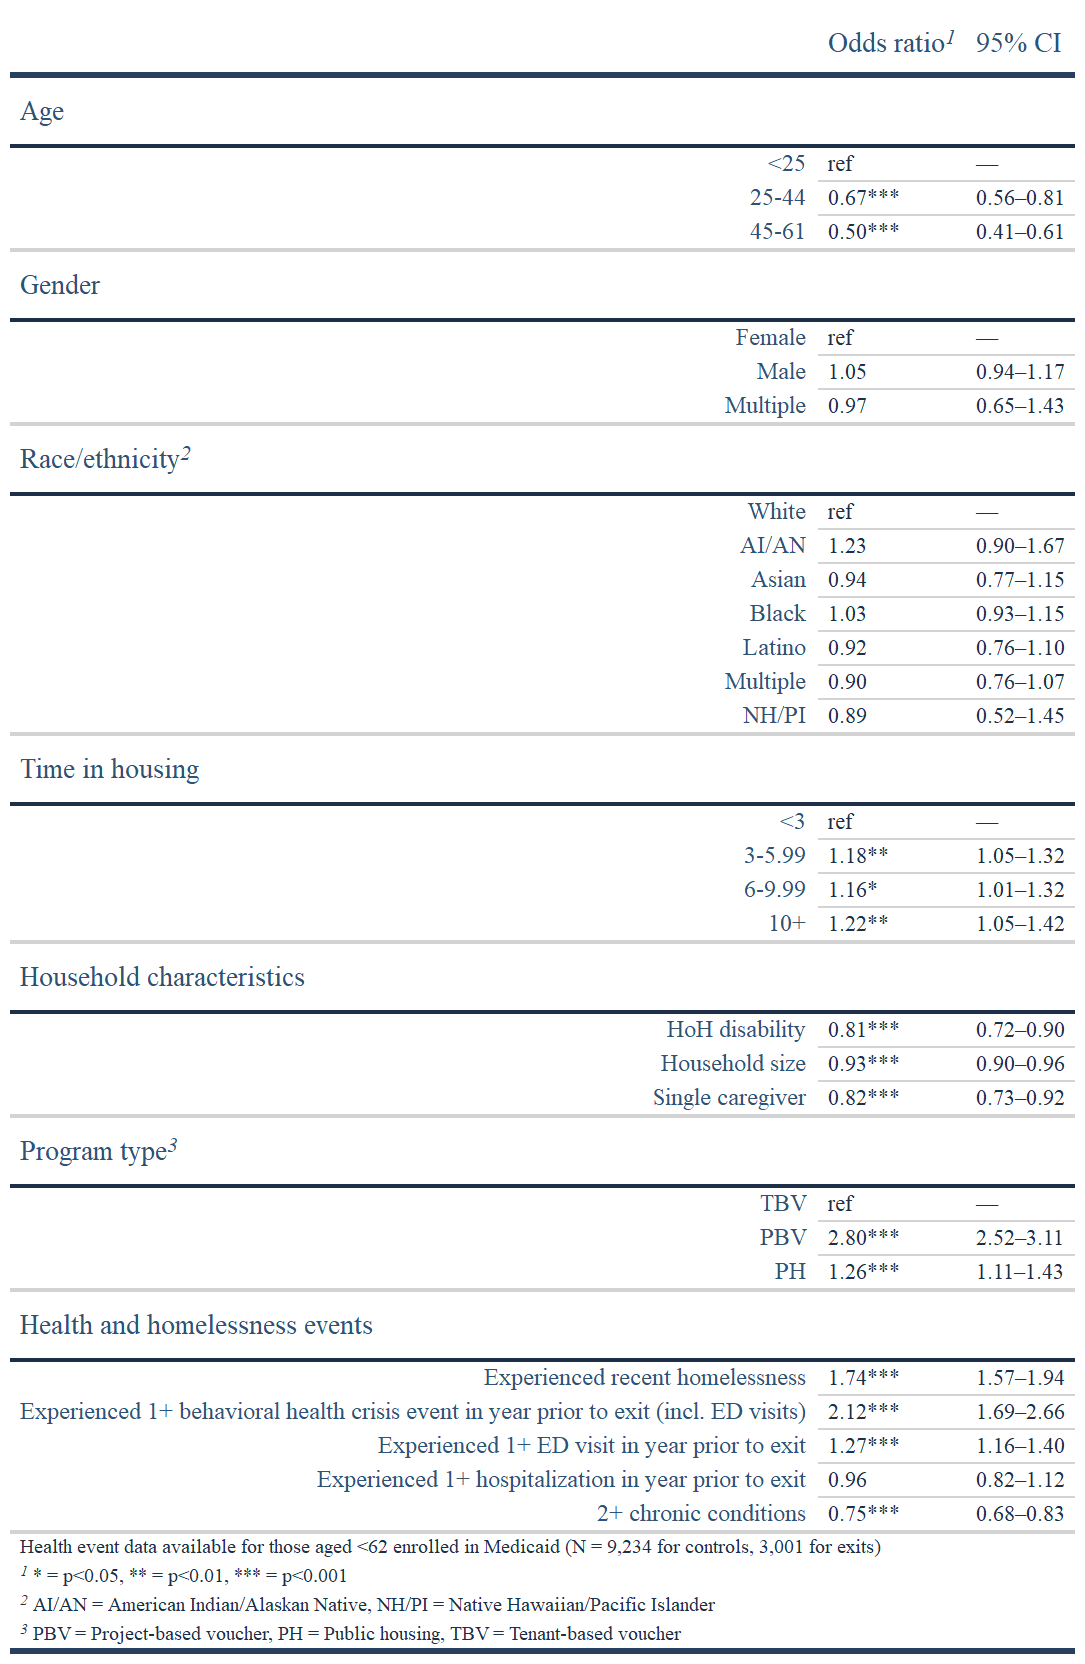 Odds ratio1 95% CI
Age
<25 ref —
25-44 0.67*** 0.56–0.81
45-61 0.50*** 0.41–0.61
Gender
Female ref —
Male 1.05 0.94–1.17
Multiple 0.97 0.65–1.43
Race/ethnicity2
White ref —
AI/AN 1.23 0.90–1.67
Asian 0.94 0.77–1.15
Black 1.03 0.93–1.15
Latino 0.92 0.76–1.10
Multiple 0.90 0.76–1.07
NH/PI 0.89 0.52–1.45
Time in housing
<3 ref —
3-5.99 1.18** 1.05–1.32
6-9.99 1.16* 1.01–1.32
10+ 1.22** 1.05–1.42
Household characteristics
HoH disability 0.81*** 0.72–0.90
Household size 0.93*** 0.90–0.96
Single caregiver 0.82*** 0.73–0.92
Program type3
TBV ref —
PBV 2.80*** 2.52–3.11
PH 1.26*** 1.11–1.43
Health and homelessness events
Experienced recent homelessness 1.74*** 1.57–1.94
Experienced 1+ behavioral health crisis event in year prior to exit (incl. ED visits) 2.12*** 1.69–2.66
Experienced 1+ ED visit in year prior to exit 1.27*** 1.16–1.40
Experienced 1+ hospitalization in year prior to exit 0.96 0.82–1.12
2+ chronic conditions 0.75*** 0.68–0.83
Health event data available for those aged <62 enrolled in Medicaid (N = 9,234 for controls, 3,001 for exits)
1 * = p<0.05, ** = p<0.01, *** = p<0.001
2 AI/AN = American Indian/Alaskan Native, NH/PI = Native Hawaiian/Pacific Islander
3 PBV = Project-based voucher, PH = Public housing, TBV = Tenant-based voucher